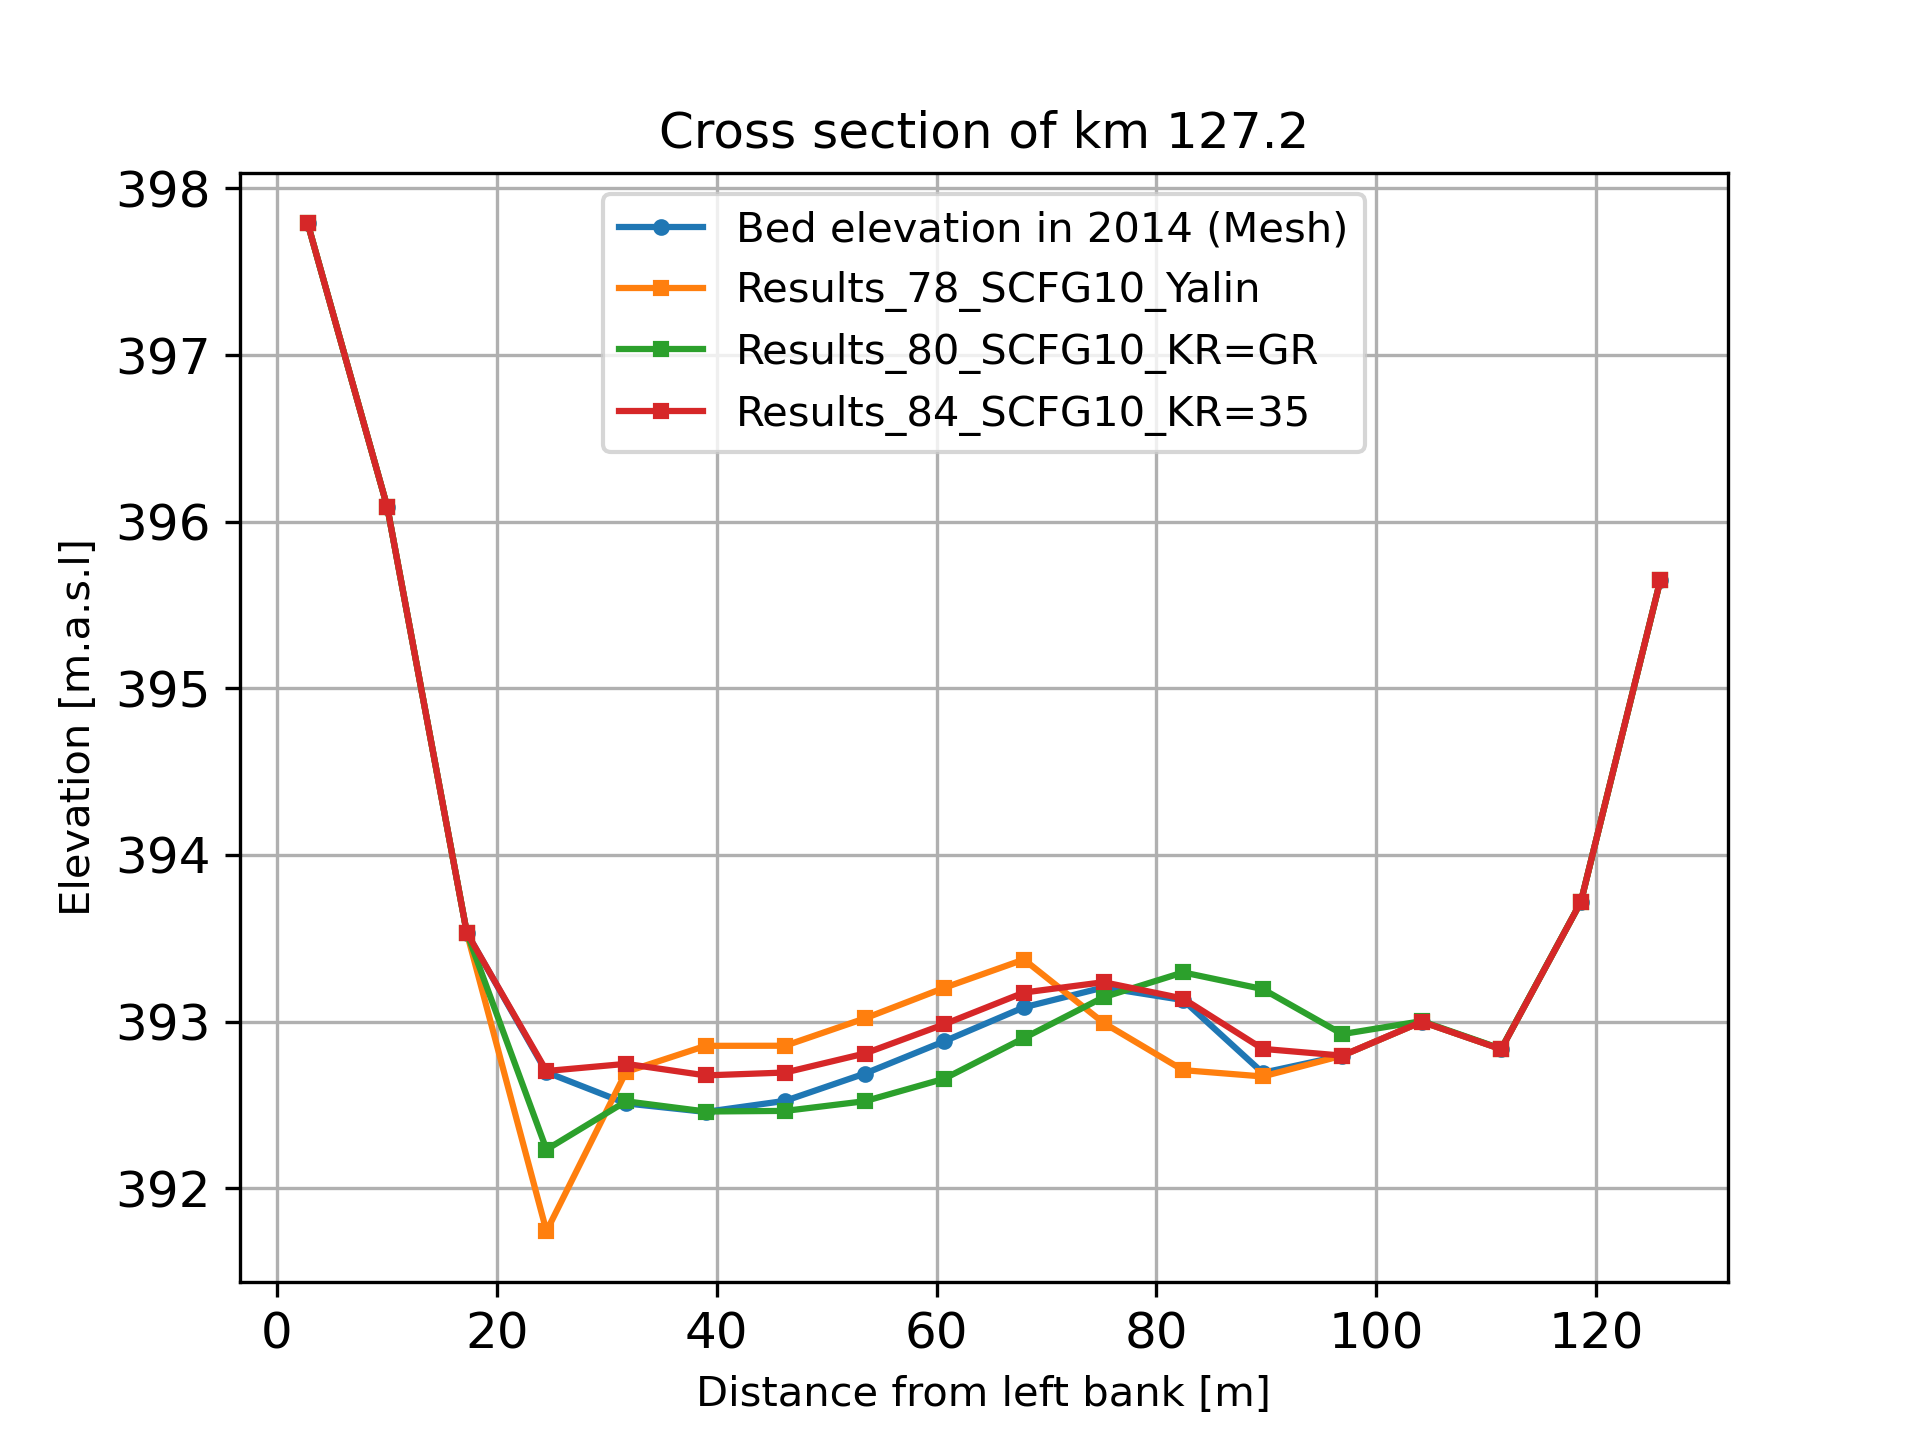 Cross section of km 127.2
398
397
396
395
394
393
392
Elevation [m.a.s.l]
Bed elevation in 2014 (Mesh)
Results_78_SCFG10_Yalin
Results_80_SCFG10_KR=GR
Results_84_SCFG10_KR=35
0 20 40 60 80 100 120
Distance from left bank [m]